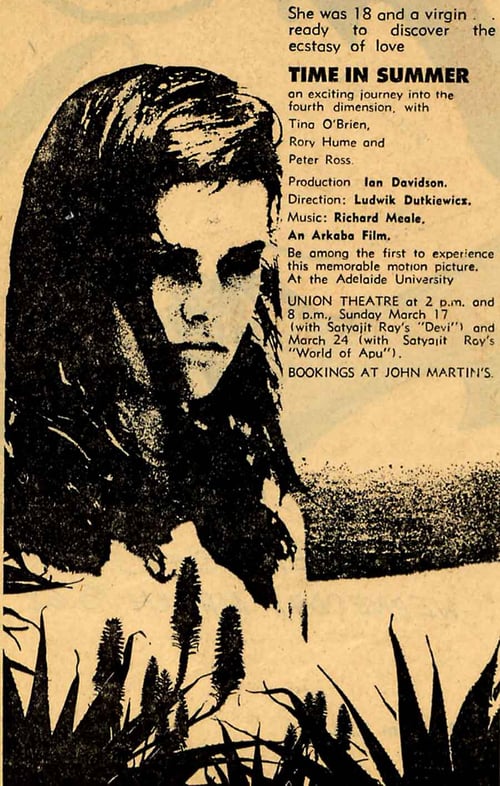 She was 18 and a virgin . .
ready to discover the
ecstasy of love
TIME IN SUMMER
an exciting journey into the
fourth dimension, with
Tina O'Brien,
Rory Hume and
Peter Ross.
Production Ian Davidson.
Direction: Ludwik Dutkiewicz.
Music: Richard Meale.
An Arkaba Film.
Be among the first to experience
this memorable motion picture.
At the Adelaide University
UNION THEATRE at 2 p.m. and
8 p.m., Sunday March 17
(with Satyajit Ray's "Devi") and
March 24 (with Satyajit Ray's
"World of Apu").
BOOKINGS AT JOHN MARTIN'S.